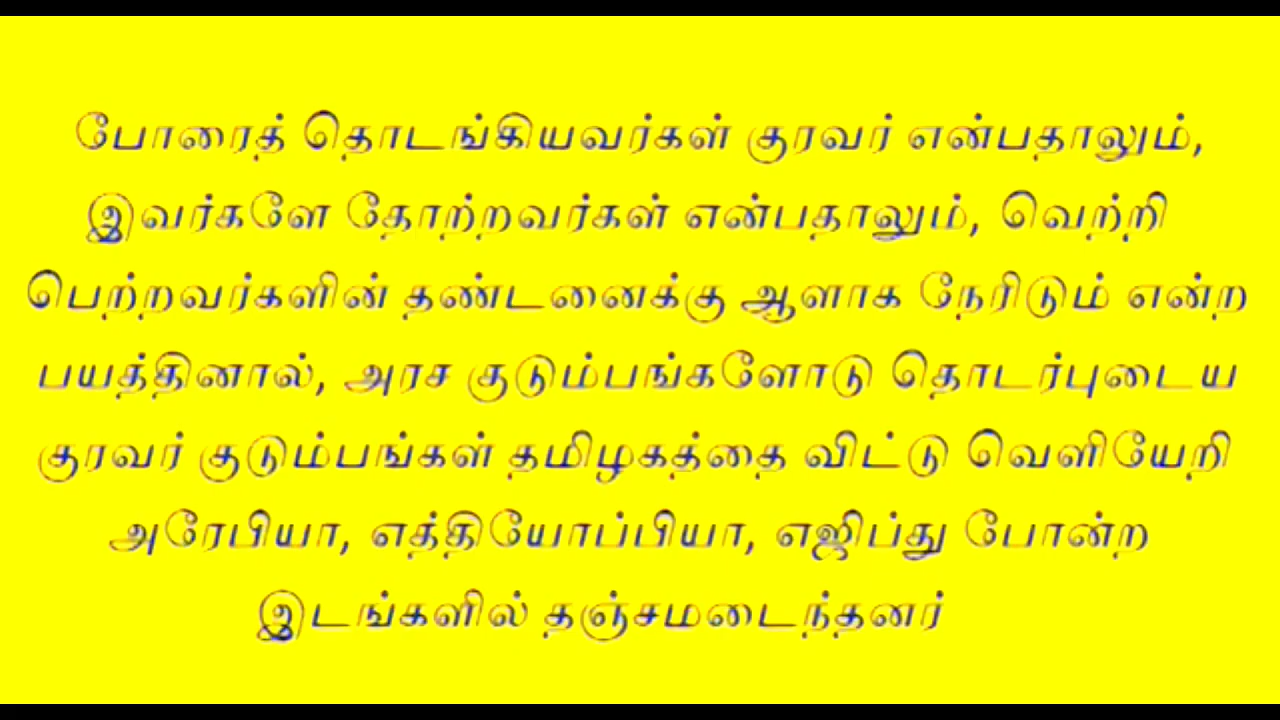 போரைத் தொடங்கியவர்கள் குரவர் என்பதாலும்,
இவர்களே தோற்றவர்கள் என்பதாலும், வெற்றி
பெற்றவர்களின் தண்டனைக்கு ஆளாக நேரிடும் என்ற
பயத்தினால், அரச குடும்பங்களோடு தொடர்புடைய
குரவர் குடும்பங்கள் தமிழகத்தை விட்டு வெளியேறி
அரேபியா, எத்தியோப்பியா, எஜிப்து போன்ற
இடங்களில் தஞ்சமடைந்தனர்